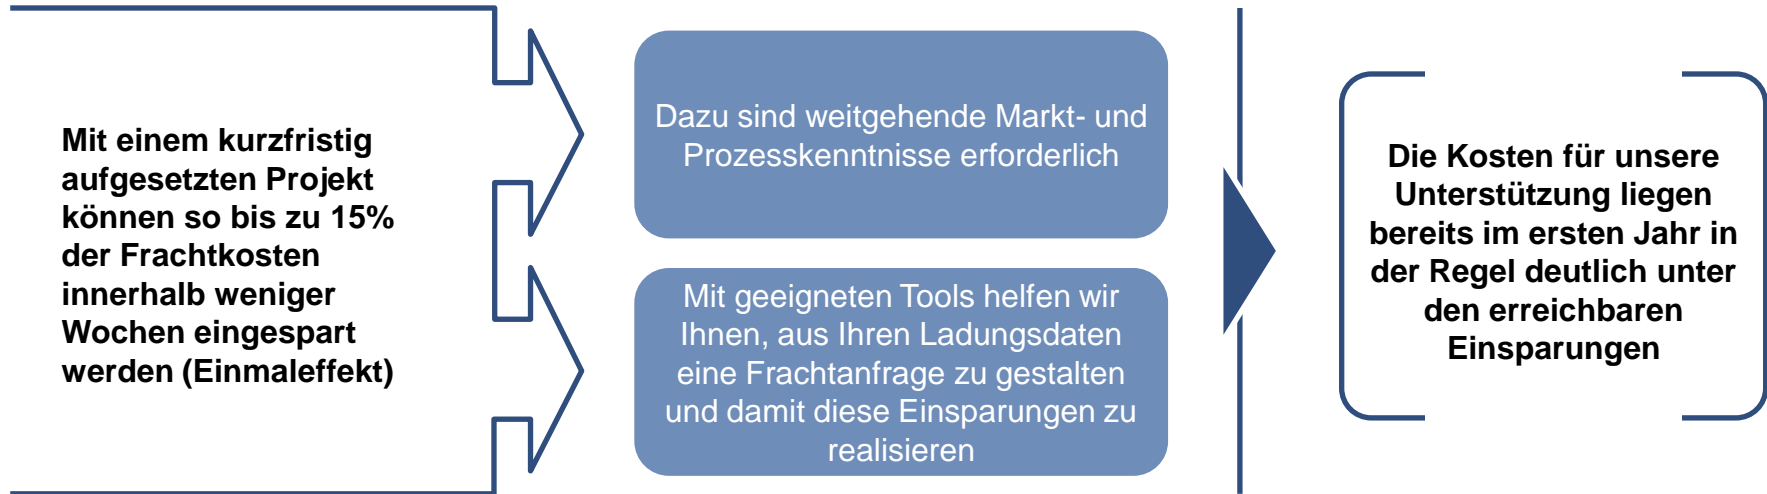 Mit einem kurzfristig
aufgesetzten Projekt
können so bis zu 15%
der Frachtkosten
innerhalb weniger
Wochen eingespart
werden (Einmaleffekt)
Dazu sind weitgehende Markt- und
Prozesskenntnisse erforderlich
Mit geeigneten Tools helfen wir
Ihnen, aus Ihren Ladungsdaten
eine Frachtanfrage zu gestalten
und damit diese Einsparungen zu
realisieren
Die Kosten für unsere
Unterstützung liegen
bereits im ersten Jahr in
der Regel deutlich unter
den erreichbaren
Einsparungen